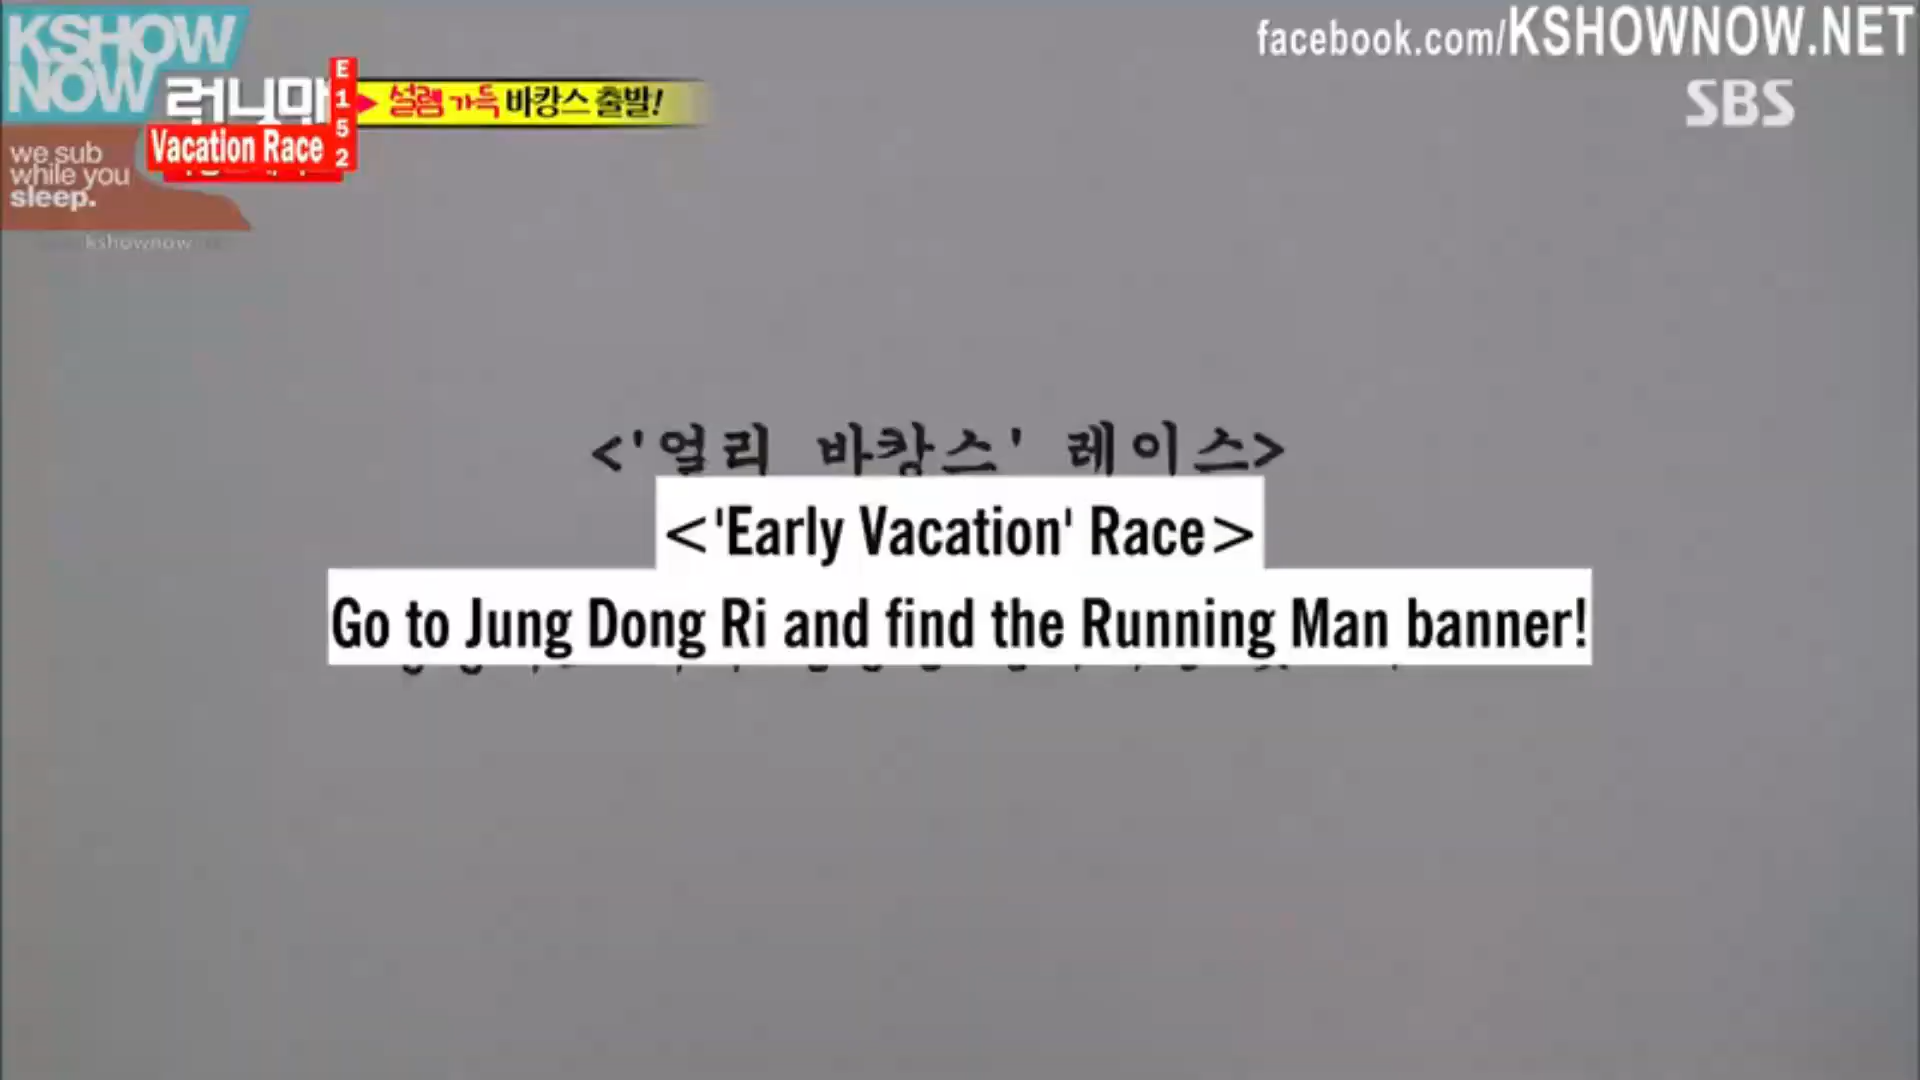 KSHOW
NOW
facebook.com/KSHOWNOW.NET
런닝맨
E
1
5
2
설렘 가득 바캉스 출발!
SBS
Vacation Race
we sub
while you
sleep.
kshownow
<'얼리 바캉스' 레이스>
<'Early Vacation' Race>
Go to Jung Dong Ri and find the Running Man banner!